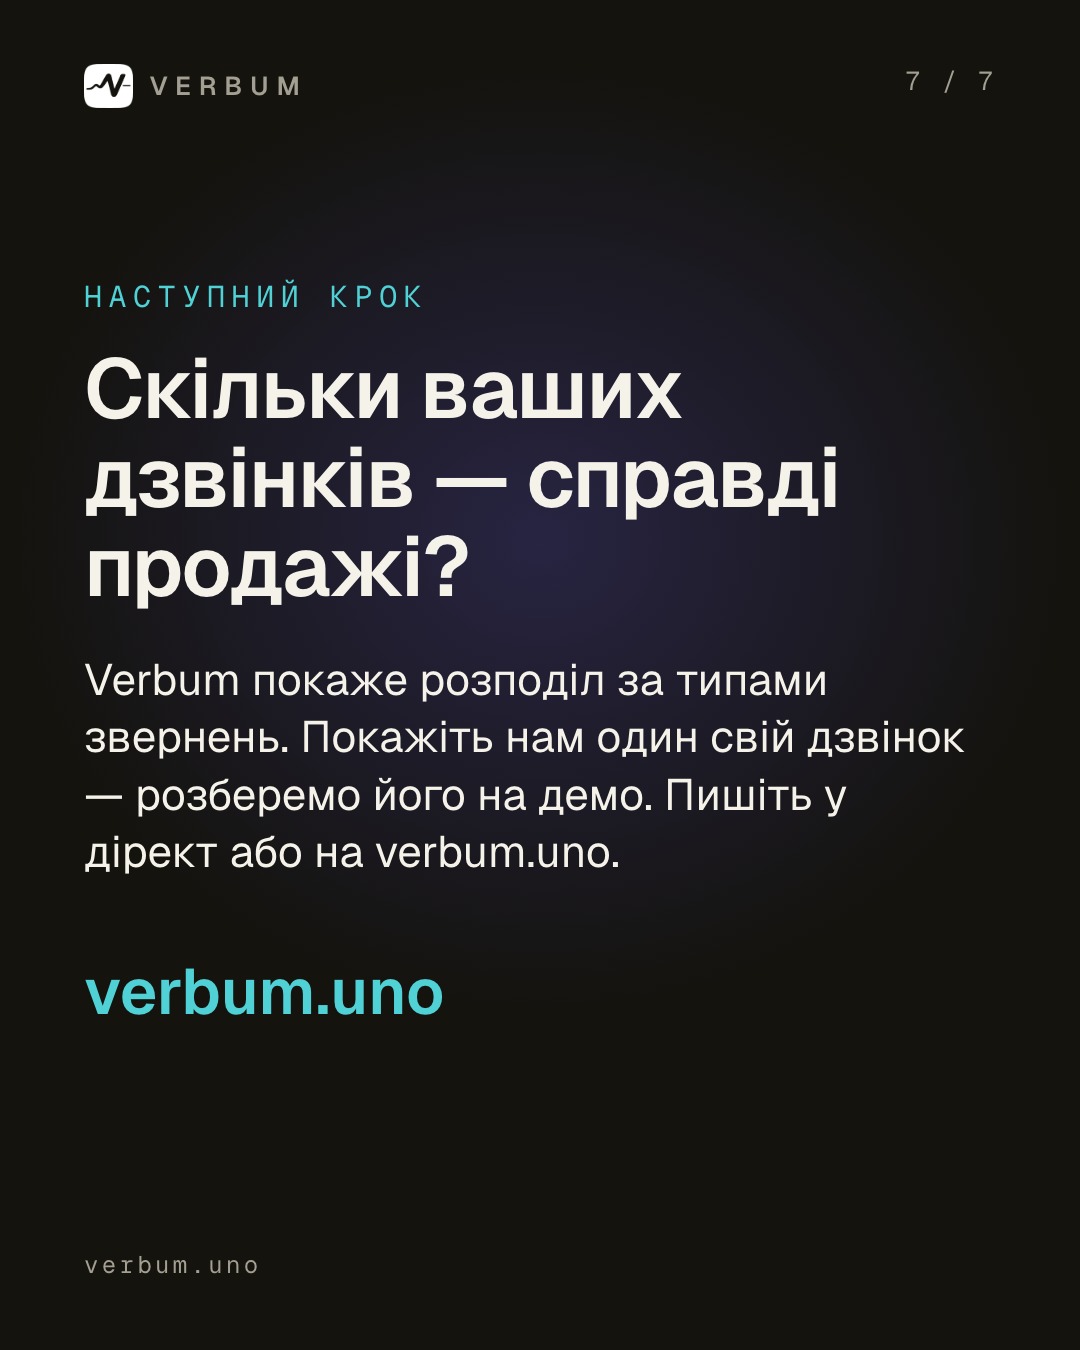 VERBUM
7 / 7
НАСТУПНИЙ КРОК
Скільки ваших
дзвінків — справді
продажі?
Verbum покаже розподіл за типами
звернень. Покажіть нам один свій дзвінок
— розберемо його на демо. Пишіть у
дірект або на verbum.uno.
verbum.uno
verbum.uno